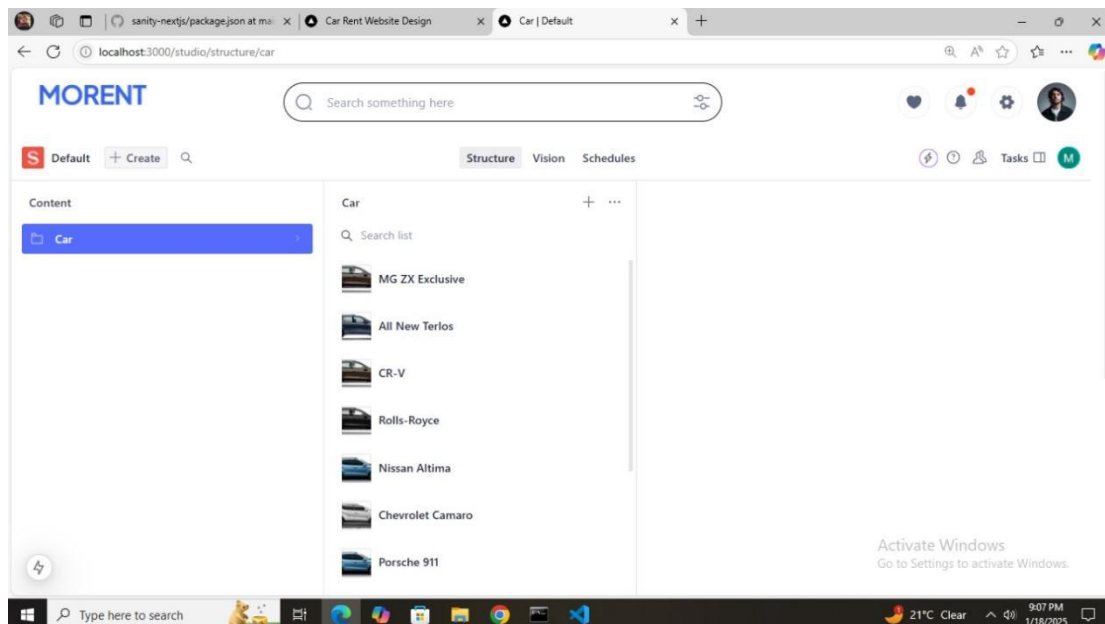 sanity-nextjs/package.json at mai
Car Rent Website Design
Car | Default
localhost:3000/studio/structure/car
MORENT
Search something here
S Default + Create
Structure Vision Schedules
Tasks M
Content
Car
Car
Search list
MG ZX Exclusive
All New Terlos
CR-V
Rolls-Royce
Nissan Altima
Chevrolet Camaro
Porsche 911
Activate Windows
Go to Settings to activate Windows.
Type here to search
21°C Clear
9:07 PM
1/18/2025